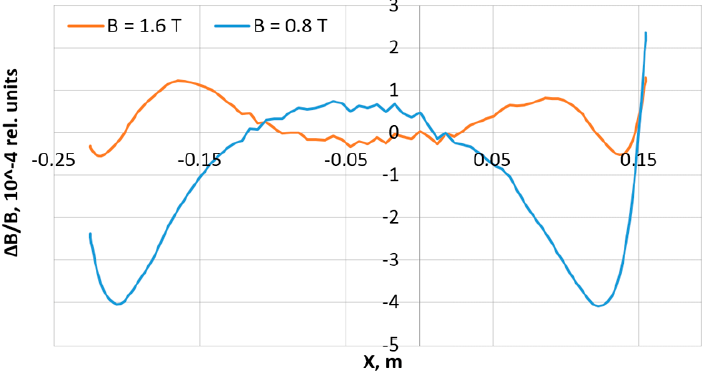 B = 1.6 T B = 0.8 T
ΔB/B, 10^-4 rel. units
3
2
1
0
-0.25 -0.15 -0.05 0.05 0.15
-1
-2
-3
-4
-5
X, m